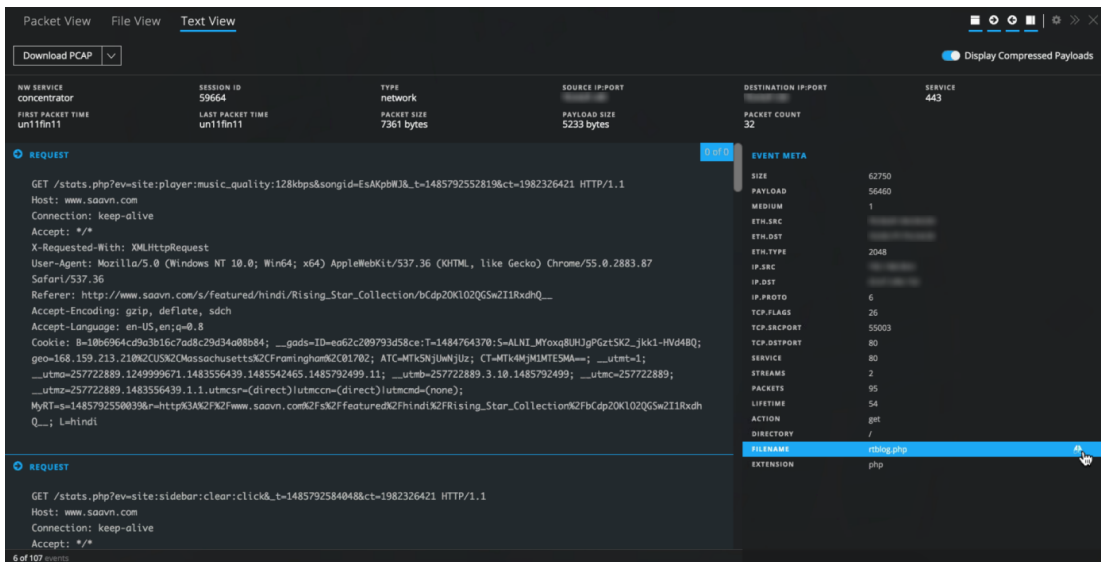 Packet View File View Text View
Download PCAP
Display Compressed Payloads
NW SERVICE SESSION ID TYPE SOURCE IP:PORT DESTINATION IP:PORT SERVICE
concentrator 59664 network 443
FIRST PACKET TIME LAST PACKET TIME PACKET SIZE PAYLOAD SIZE PACKET COUNT
un11fin11 un11fin11 7361 bytes 5233 bytes 32
REQUEST
0 of 0
GET /stats.php?ev=site:player:music_quality:128kbps&songid=EsAKpbWJ&_t=1485792552819&ct=1982326421 HTTP/1.1
Host: www.saavn.com
Connection: keep-alive
Accept: */*
X-Requested-With: XMLHttpRequest
User-Agent: Mozilla/5.0 (Windows NT 10.0; Win64; x64) AppleWebKit/537.36 (KHTML, like Gecko) Chrome/55.0.2883.87
Safari/537.36
Referer: http://www.saavn.com/s/featured/hindi/Rising_Star_Collection/bCdp2OKlO2QGSw2I1RxdhQ__
Accept-Encoding: gzip, deflate, sdch
Accept-Language: en-US,en;q=0.8
Cookie: B=10b6964cd9a3b16c7ad8c29d34a08b84; __gads=ID=ea62c209793d58ce:T=1484764370:S=ALNI_MYoxq8UHJgPGztSK2_jkk1-HVd4BQ;
geo=168.159.213.210%2CUS%2CMassachusetts%2CFramingham%2C01702; ATC=MTk5NjUwNjUz; CT=MTk4MjM1MTE5MA==; __utmt=1;
__utma=257722889.1249999671.1483556439.1485542465.1485792499.11; __utmb=257722889.3.10.1485792499; __utmc=257722889;
__utmz=257722889.1483556439.1.1.utmcsr=(direct)|utmccn=(direct)|utmcmd=(none);
MyRT=s=1485792550039&r=http%3A%2F%2Fwww.saavn.com%2Fs%2Ffeatured%2Fhindi%2FRising_Star_Collection%2FbCdp2OKlO2QGSw2I1Rxdh
Q__; L=hindi
REQUEST
GET /stats.php?ev=site:sidebar:clear:click&_t=1485792584048&ct=1982326421 HTTP/1.1
Host: www.saavn.com
Connection: keep-alive
Accept: */*
6 of 107 events
EVENT META
SIZE 62750
PAYLOAD 56460
MEDIUM 1
ETH.SRC
ETH.DST
ETH.TYPE 2048
IP.SRC
IP.DST
IP.PROTO 6
TCP.FLAGS 26
TCP.SRCPORT 55003
TCP.DSTPORT 80
SERVICE 80
STREAMS 2
PACKETS 95
LIFETIME 54
ACTION get
DIRECTORY /
FILENAME rtblog.php
EXTENSION php